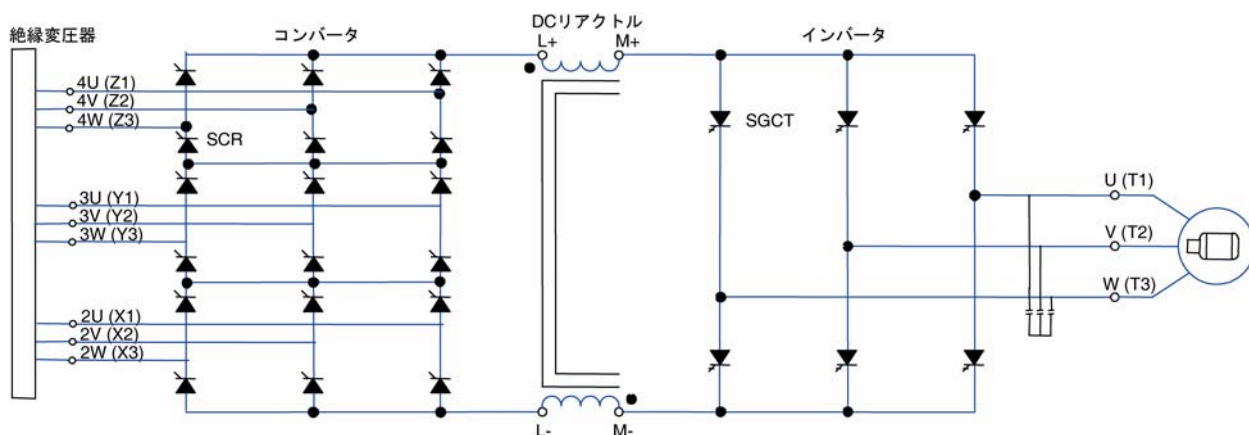 絶縁変圧器
コンバータ
DCリアクトル
インバータ
L+
M+
4U (Z1)
4V (Z2)
4W (Z3)
SCR
SGCT
3U (Y1)
3V (Y2)
3W (Y3)
U (T1)
V (T2)
W (T3)
2U (X1)
2V (X2)
2W (X3)
L-
M-